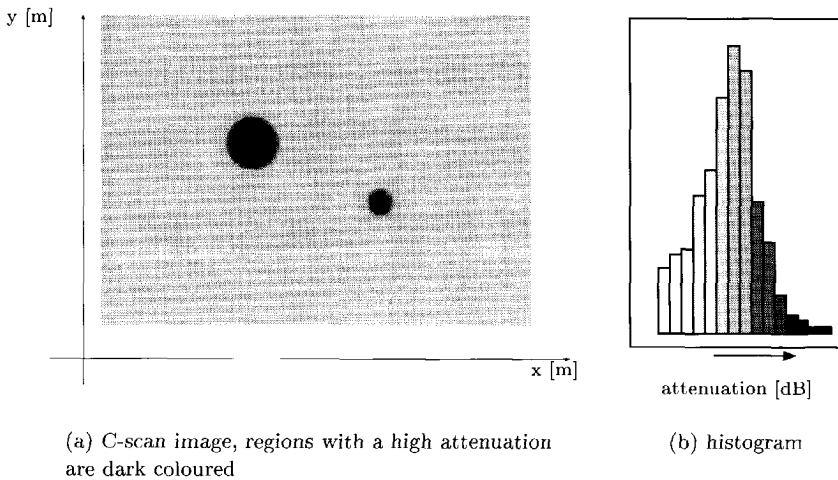 y [m]
x [m]
attenuation [dB]
(a) C-scan image, regions with a high attenuation
are dark coloured
(b) histogram